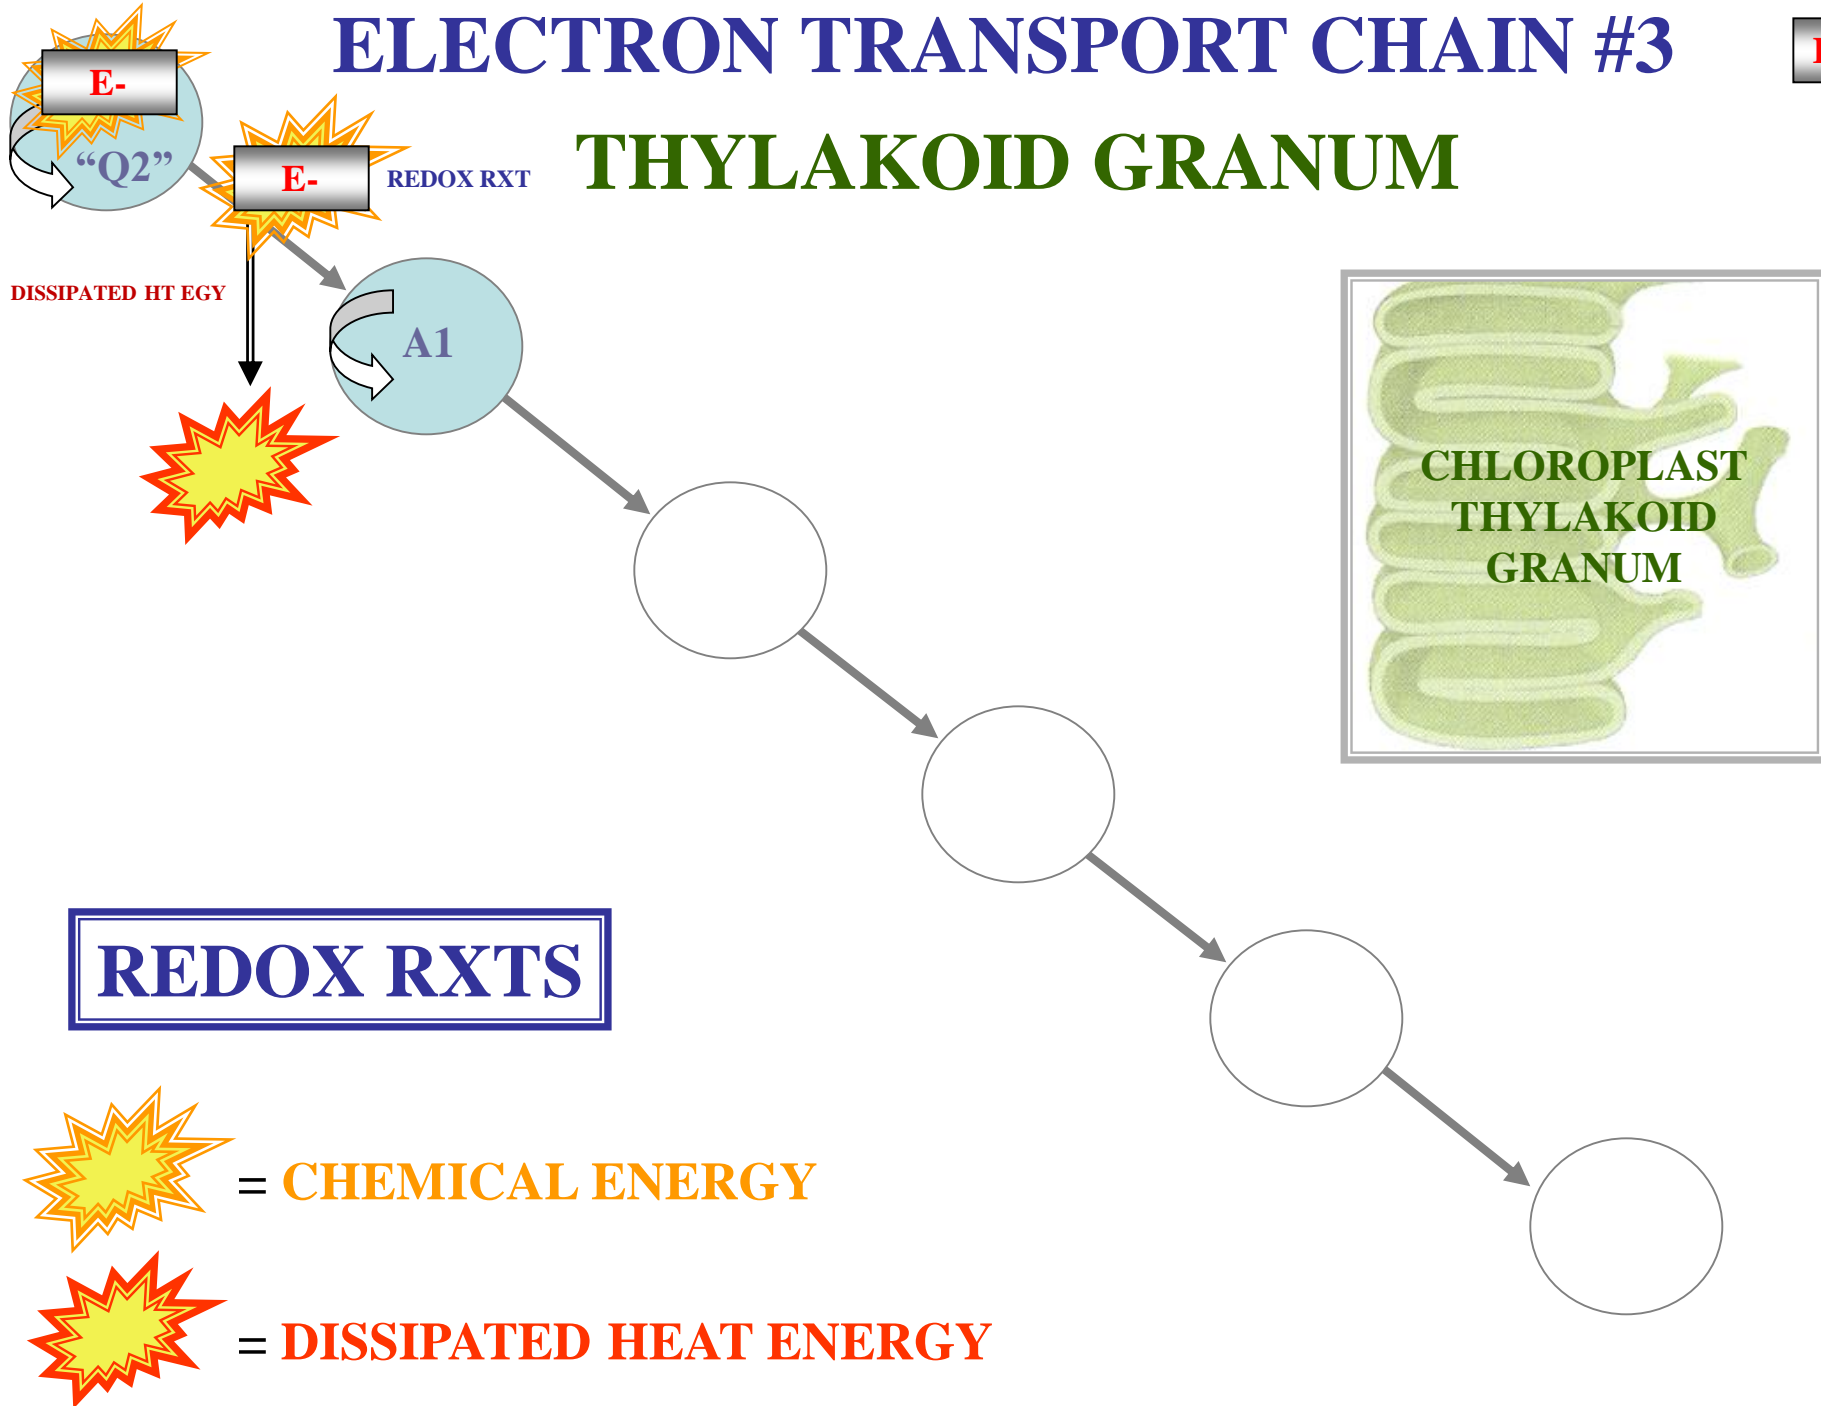 ELECTRON TRANSPORT CHAIN #3
THYLAKOID GRANUM
E-
“Q2”
E-
REDOX RXT
DISSIPATED HT EGY
A1
CHLOROPLAST
THYLAKOID
GRANUM
REDOX RXTS
= CHEMICAL ENERGY
= DISSIPATED HEAT ENERGY